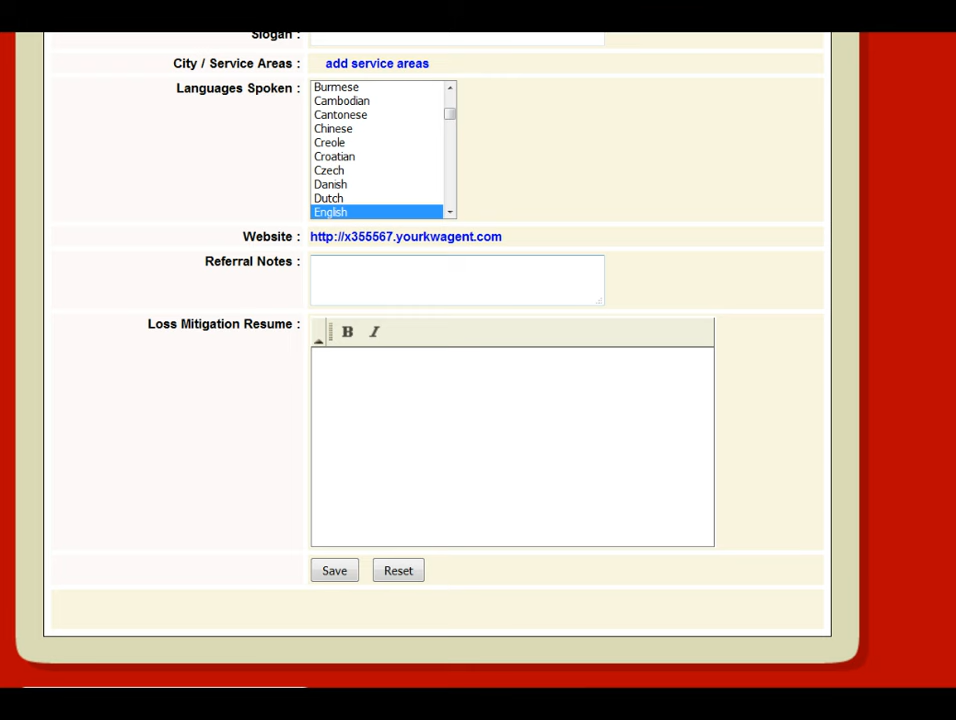 Slogan :
City / Service Areas : add service areas
Languages Spoken : Burmese
Cambodian
Cantonese
Chinese
Creole
Croatian
Czech
Danish
Dutch
English
Website : http://x355567.yourkwagent.com
Referral Notes :
Loss Mitigation Resume : B I
Save Reset